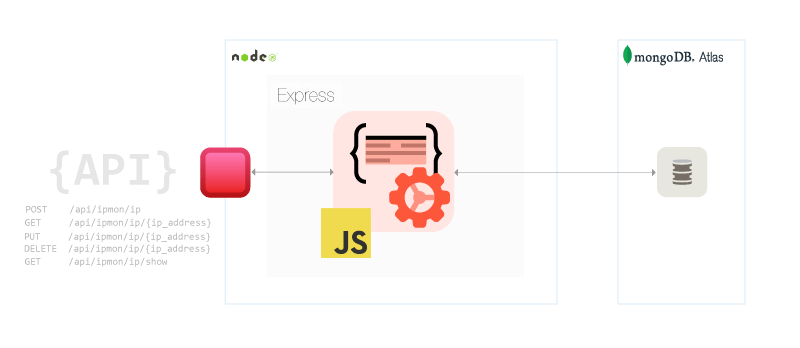 node
JS
mongoDB. Atlas
Express
{API}
POST /api/ipmon/ip
GET /api/ipmon/ip/{ip_address}
PUT /api/ipmon/ip/{ip_address}
DELETE /api/ipmon/ip/{ip_address}
GET /api/ipmon/ip/show
JS